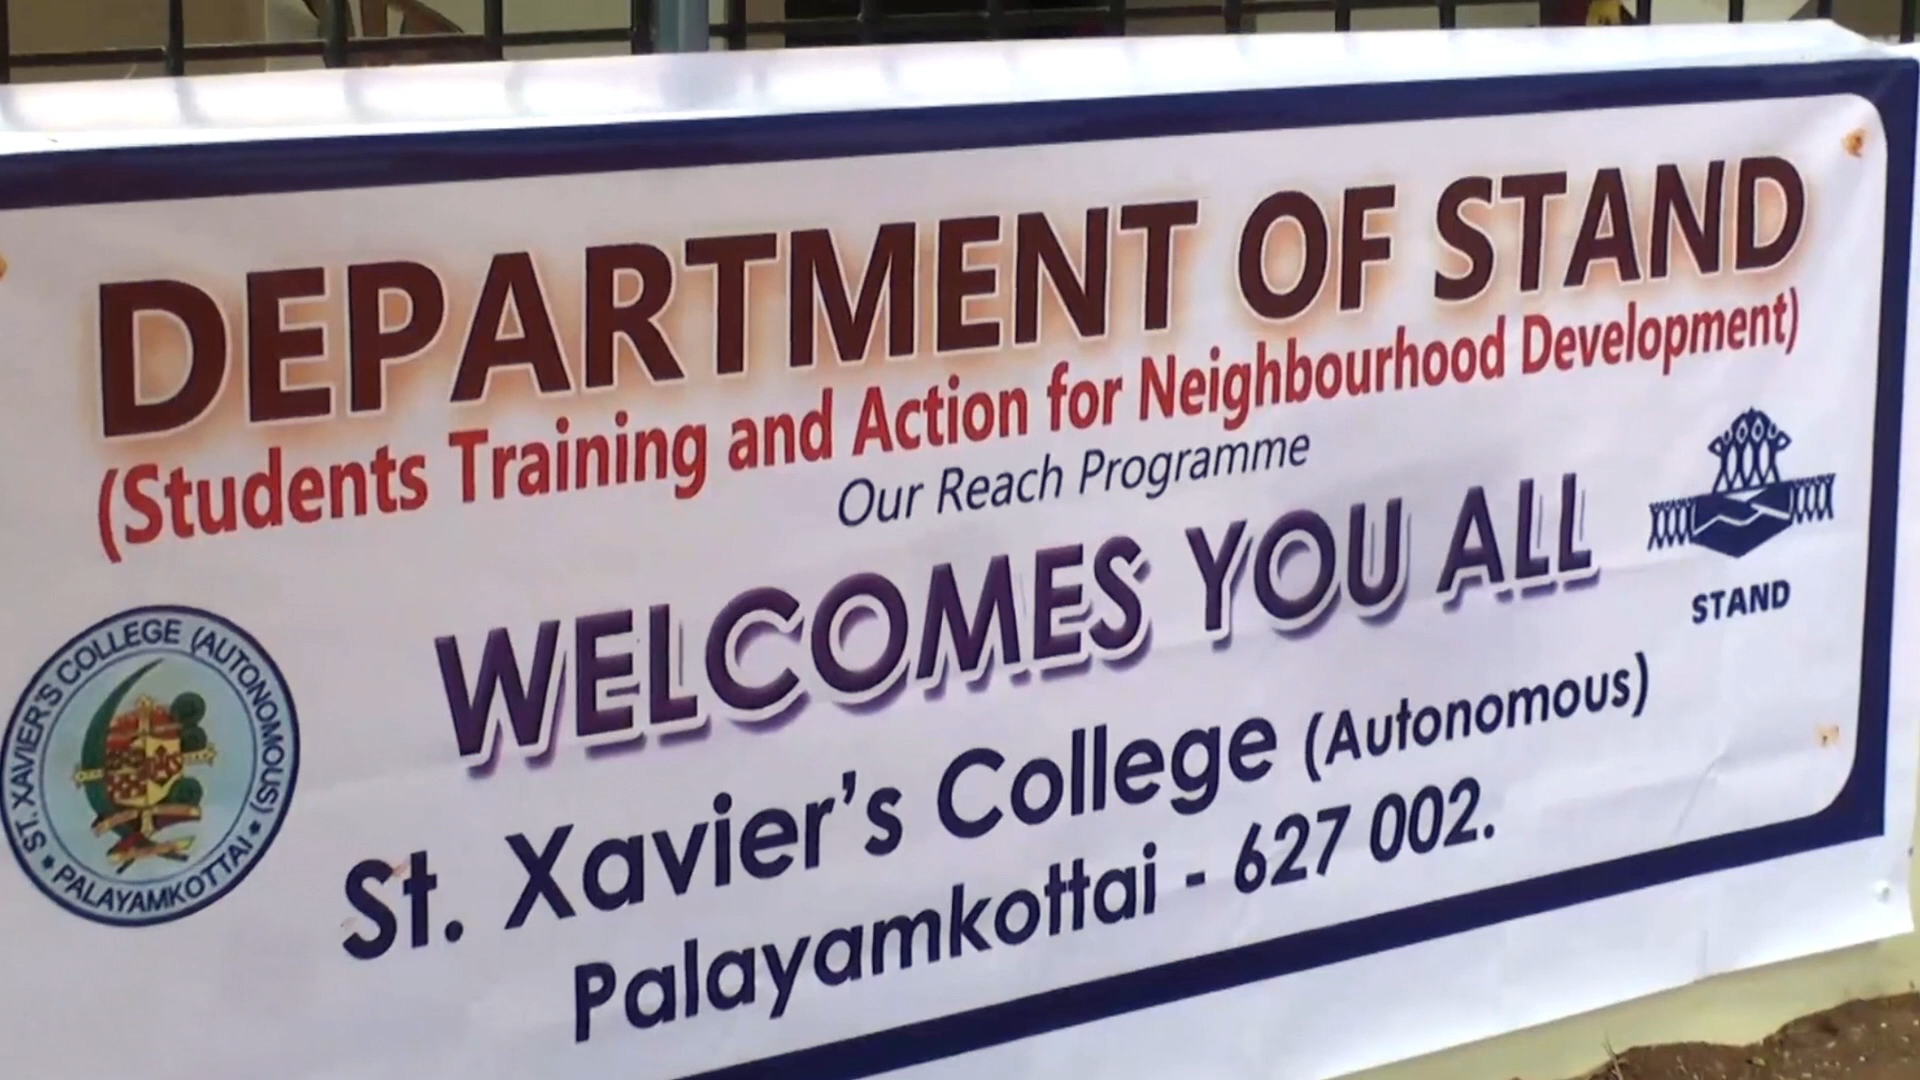 DEPARTMENT OF STAND
(Students Training and Action for Neighbourhood Development)
Our Reach Programme
WELCOMES YOU ALL
STAND
St. Xavier's College (Autonomous)
Palayamkottai - 627 002.
ST. XAVIER'S COLLEGE (AUTONOMOUS)
* PALAYAMKOTTAI *